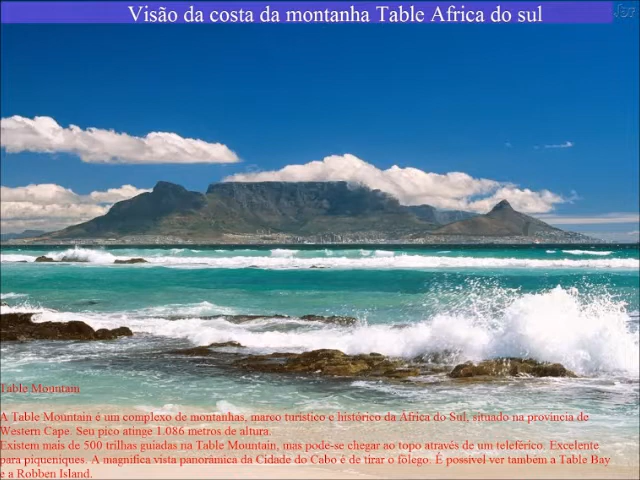 Visão da costa da montanha Table Africa do sul
Table Mountain
A Table Mountain é um complexo de montanhas, marco turístico e histórico da África do Sul, situado na província de
Western Cape. Seu pico atinge 1.086 metros de altura.
Existem mais de 500 trilhas guiadas na Table Mountain, mas pode-se chegar ao topo através de um teleférico. Excelente
para piqueniques. A magnífica vista panorâmica da Cidade do Cabo é de tirar o fôlego. É possível ver também a Table Bay
e a Robben Island.